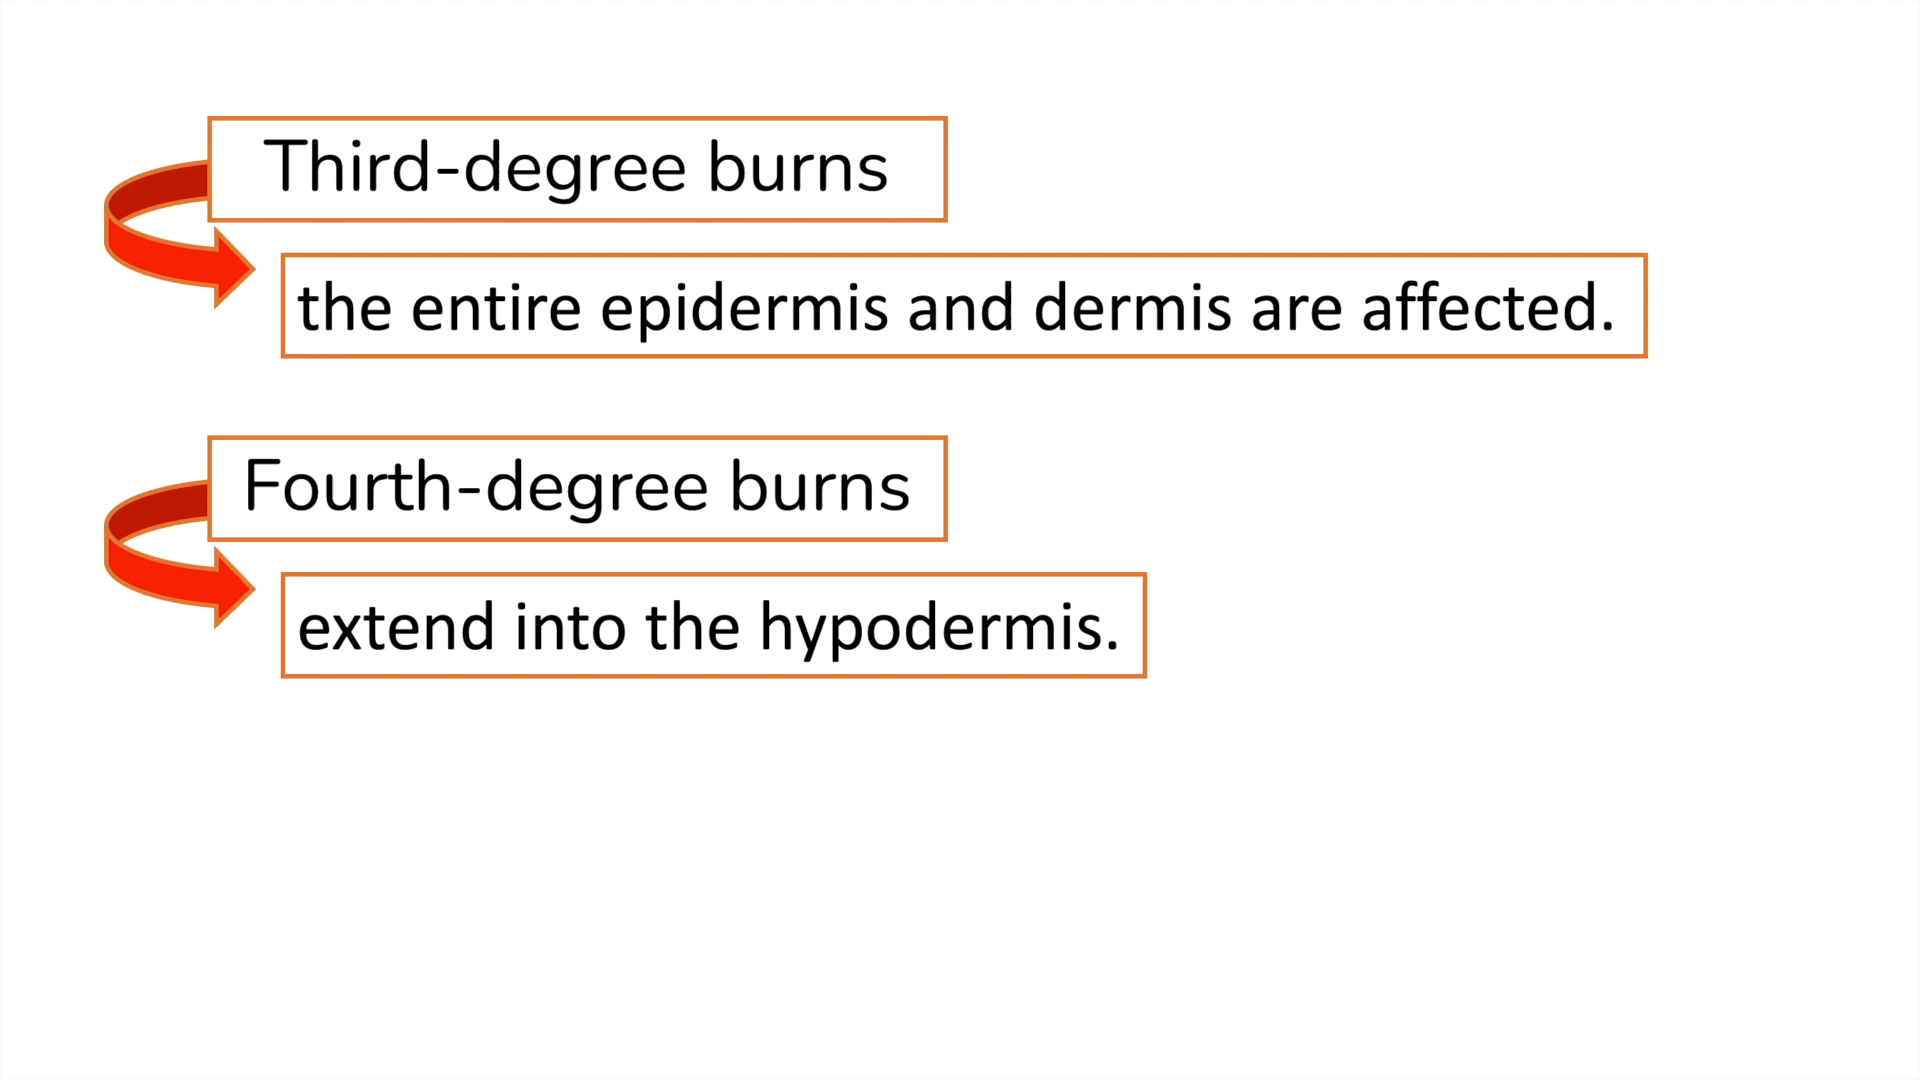 Third-degree burns
the entire epidermis and dermis are affected.
Fourth-degree burns
extend into the hypodermis.